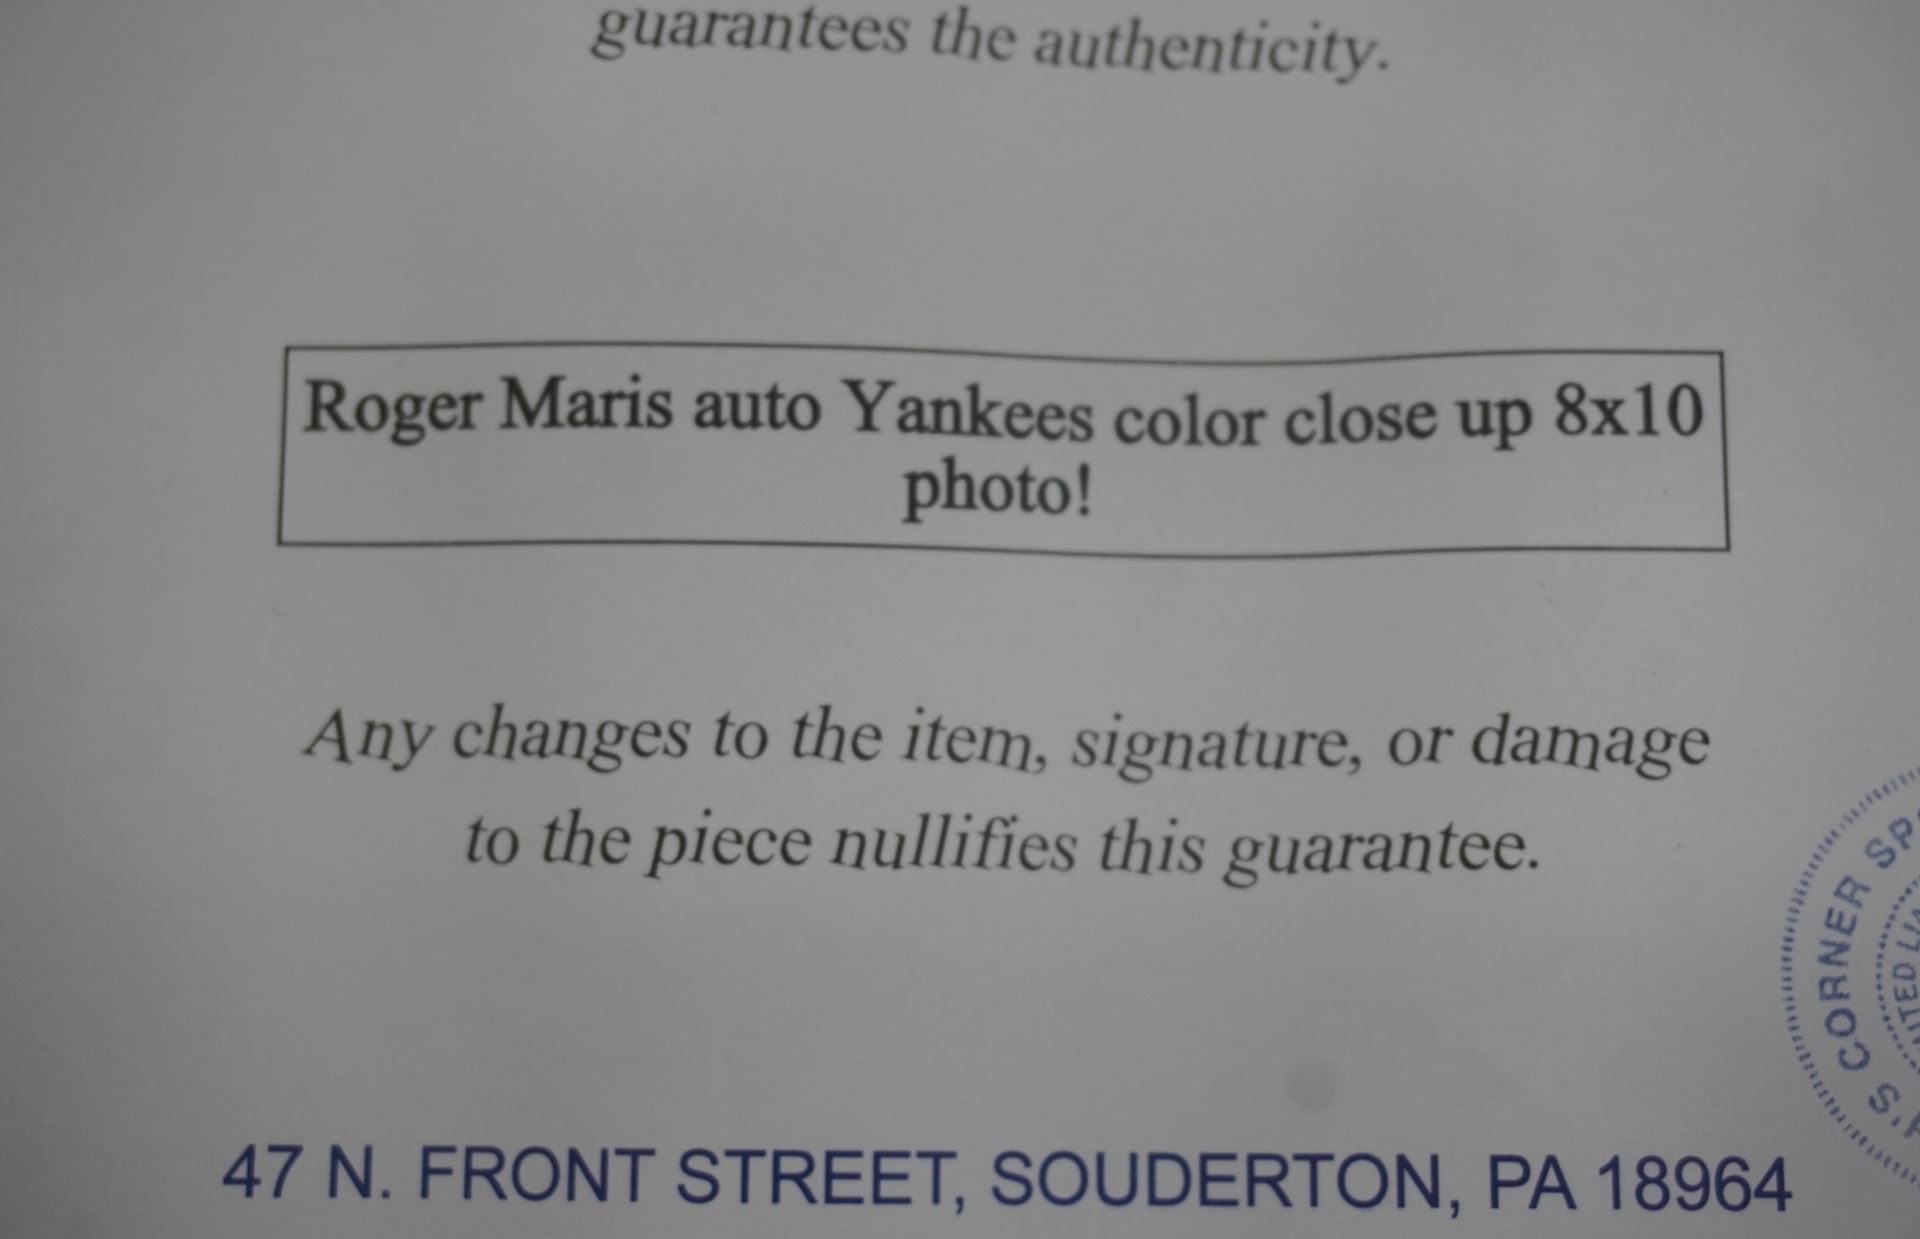 guarantees the authenticity.
Roger Maris auto Yankees color close up 8x10
photo!
Any changes to the item, signature, or damage
to the piece nullifies this guarantee.
CORNER
47 N. FRONT STREET, SOUDERTON, PA 18964